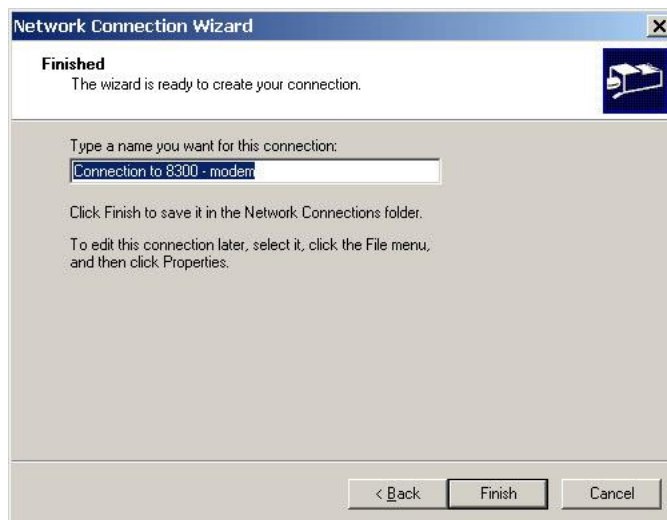 Network Connection Wizard
Finished
The wizard is ready to create your connection.
Type a name you want for this connection:
Connection to 8300 - modem
Click Finish to save it in the Network Connections folder.
To edit this connection later, select it, click the File menu,
and then click Properties.
< Back
Finish
Cancel